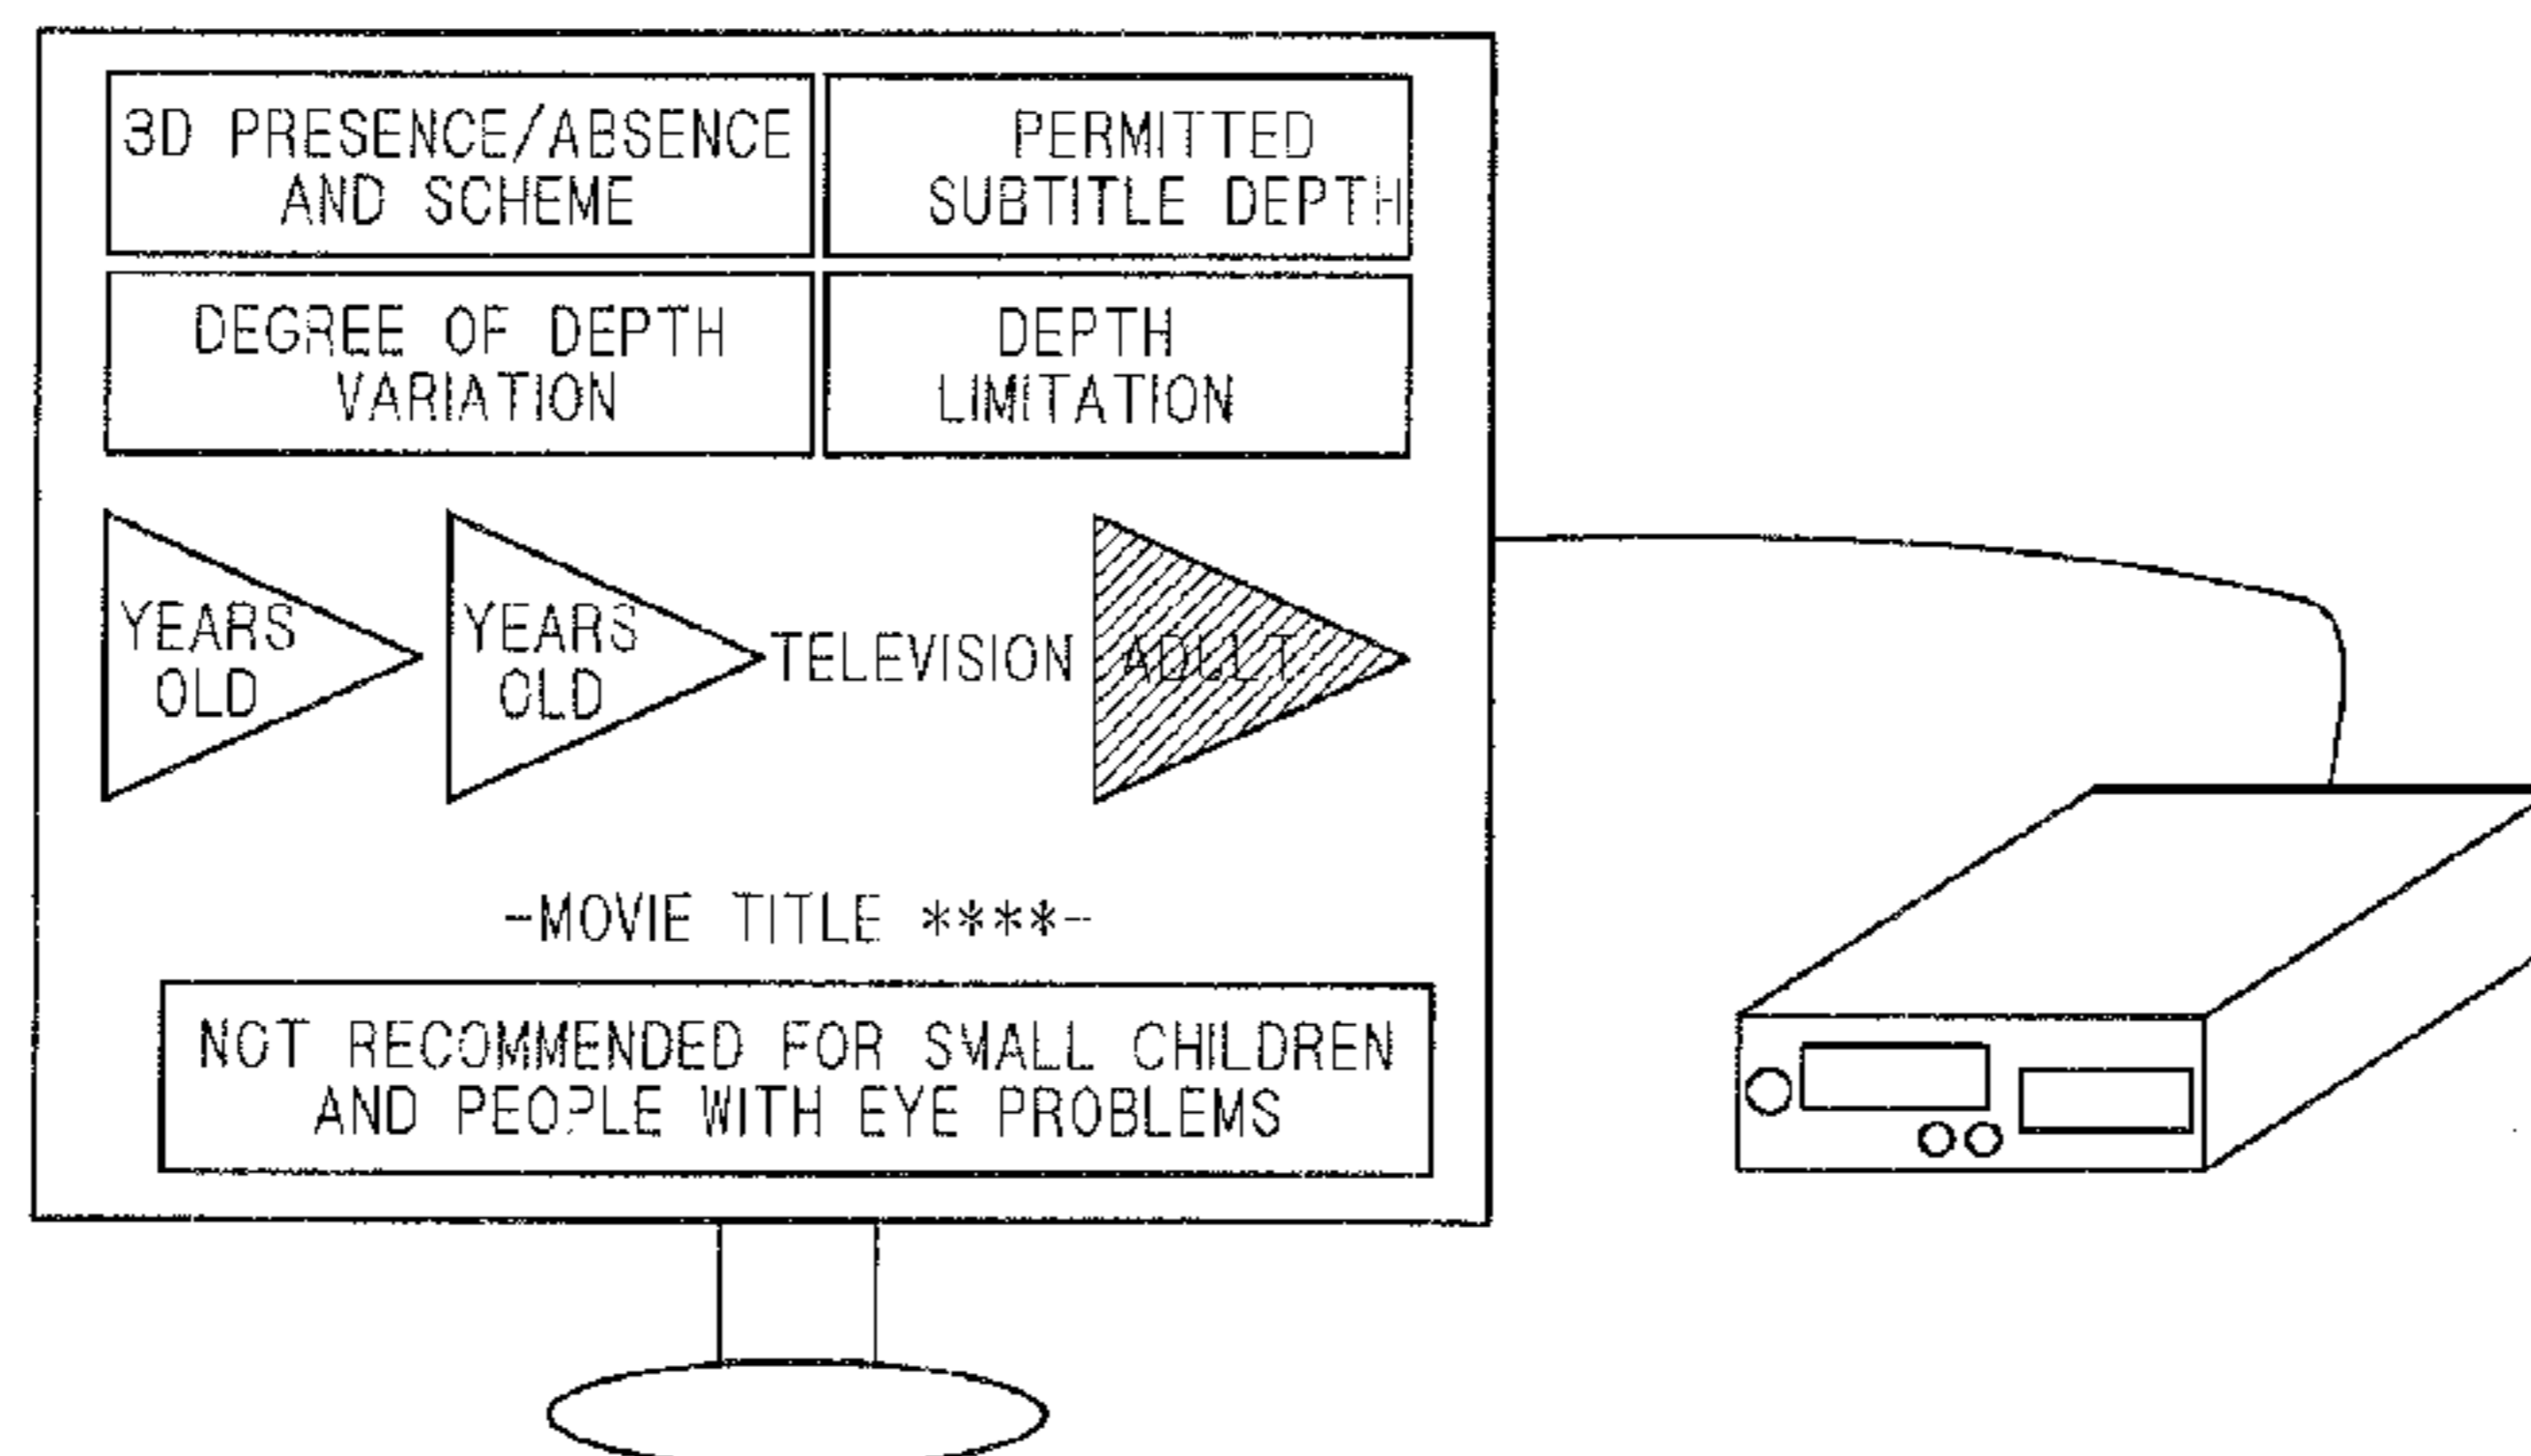 3D PRESENCE/ABSENCE
AND SCHEME
PERMITTED
SUBTITLE DEPTH
DEGREE OF DEPTH
VARIATION
DEPTH
LIMITATION
YEARS
OLD
YEARS
OLD
TELEVISION
ADULT
-MOVIE TITLE ****-
NOT RECOMMENDED FOR SMALL CHILDREN
AND PEOPLE WITH EYE PROBLEMS